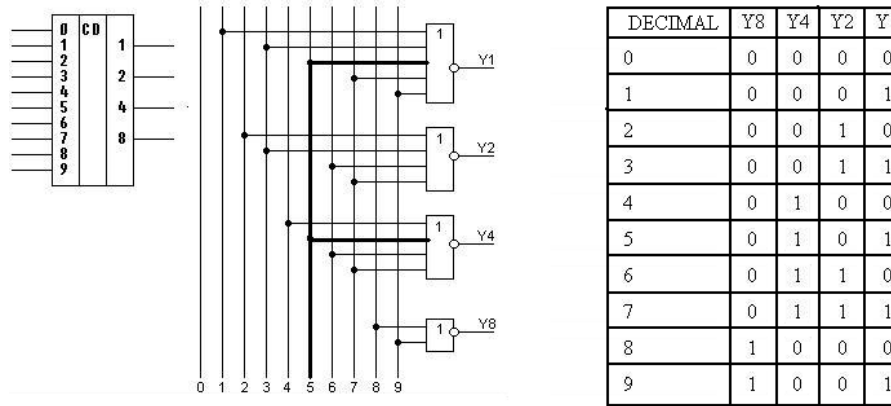 0 CD
1 1
2
3 2
4
5 4
6
7 8
8
9
1 Y1
1 Y2
1 Y4
1 Y8
0 1 2 3 4 5 6 7 8 9
DECIMAL Y8 Y4 Y2 Y
0 0 0 0 0
1 0 0 0 1
2 0 0 1 0
3 0 0 1 1
4 0 1 0 0
5 0 1 0 1
6 0 1 1 0
7 0 1 1 1
8 1 0 0 0
9 1 0 0 1